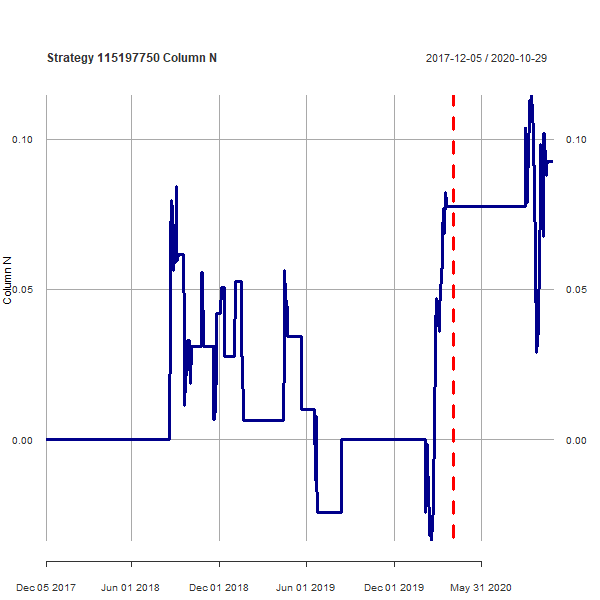 Strategy 115197750 Column N
2017-12-05 / 2020-10-29
0.10
0.10
0.05
0.05
Column N
0.00
0.00
Dec 05 2017
Jun 01 2018
Dec 01 2018
Jun 01 2019
Dec 01 2019
May 31 2020